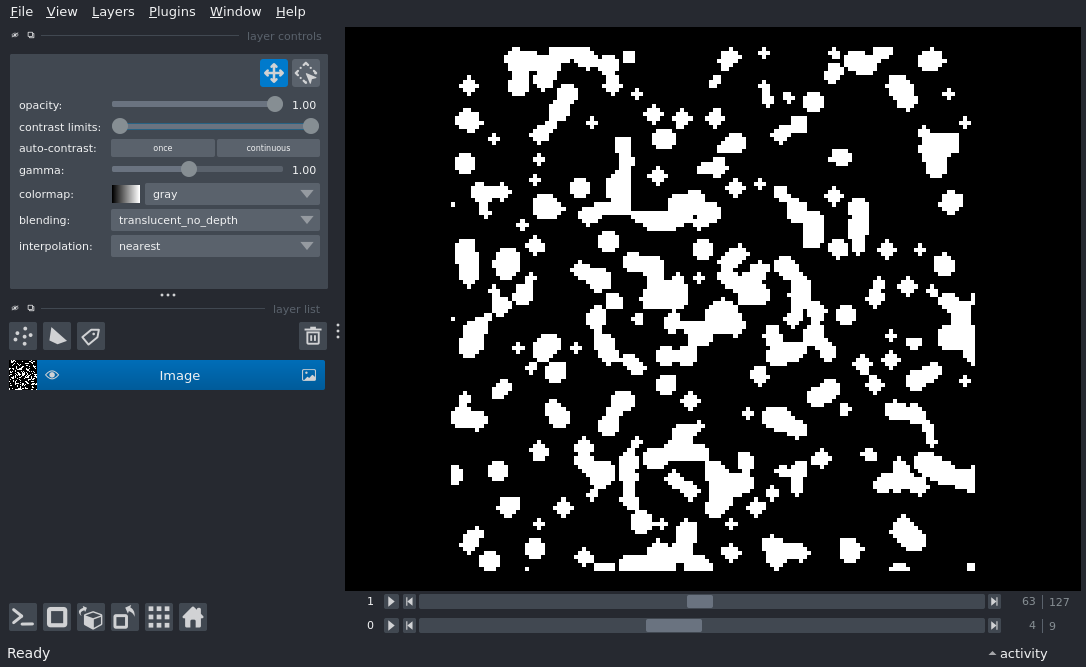 File View Layers Plugins Window Help
layer controls
opacity: 1.00
contrast limits:
auto-contrast: once continuous
gamma: 1.00
colormap: gray
blending: translucent_no_depth
interpolation: nearest
layer list
Image
1 63 127
0 4 9
Ready activity